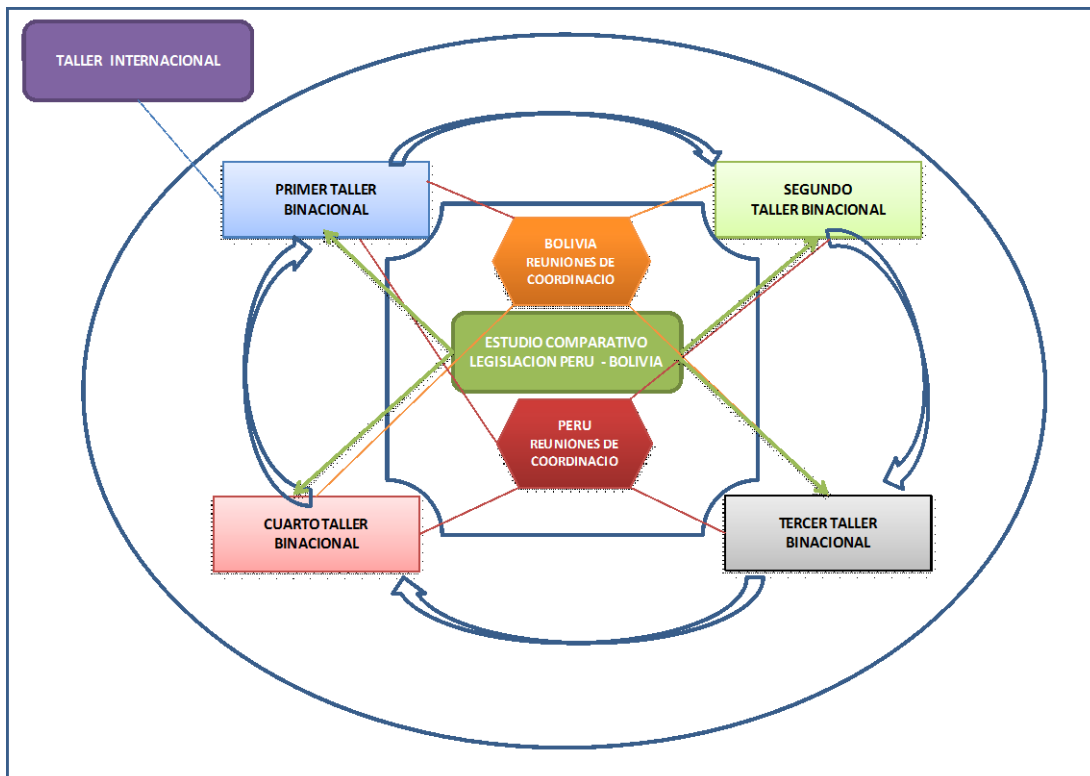 TALLER INTERNACIONAL
PRIMER TALLER
BINACIONAL
SEGUNDO
TALLER BINACIONAL
BOLIVIA
REUNIONES DE
COORDINACIO
ESTUDIO COMPARATIVO
LEGISLACION PERU - BOLIVIA
PERU
REUNIONES DE
COORDINACIO
CUARTO TALLER
BINACIONAL
TERCER TALLER
BINACIONAL